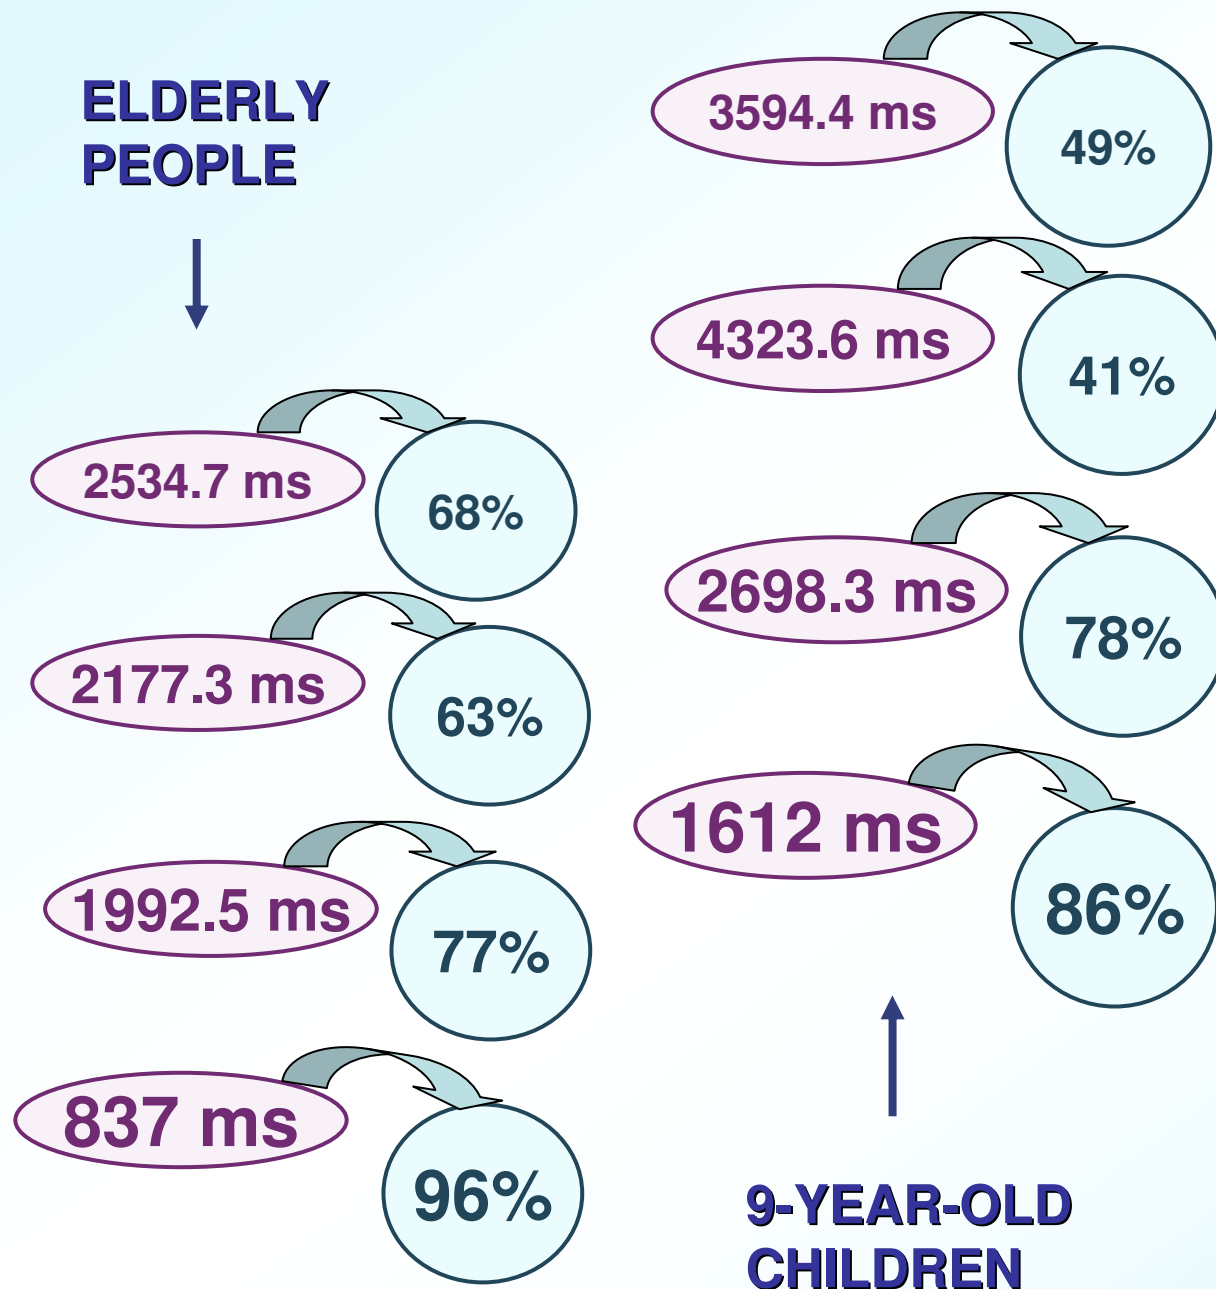 ELDERLY
PEOPLE
2534.7 ms
68%
2177.3 ms
63%
1992.5 ms
77%
837 ms
96%
3594.4 ms
49%
4323.6 ms
41%
2698.3 ms
78%
1612 ms
86%
9-YEAR-OLD
CHILDREN